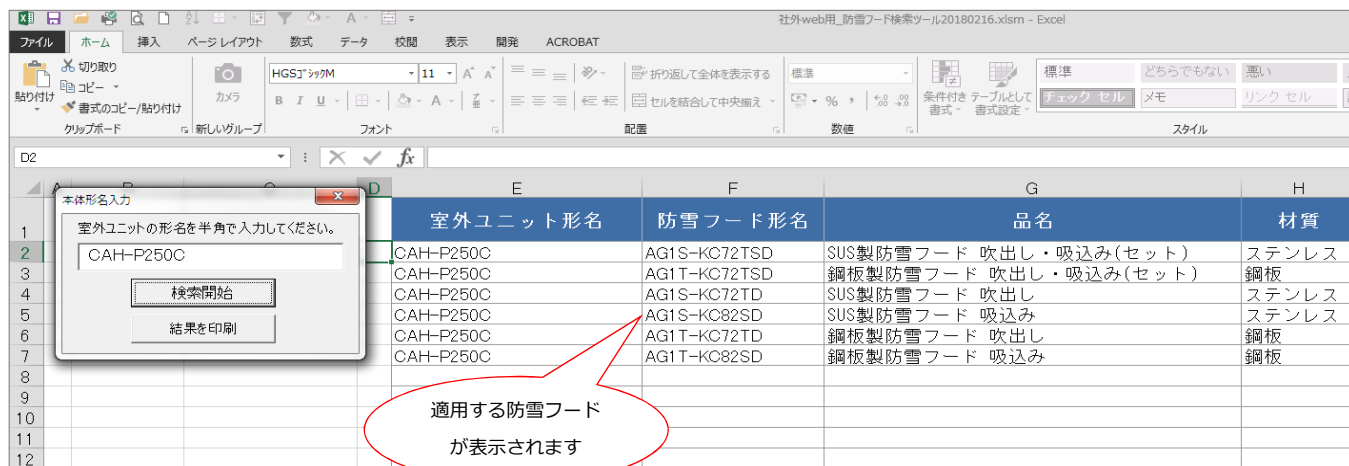 社外web用_防雪フード検索ツール20180216.xlsm - Excel
ファイル ホーム 挿入 ページ レイアウト 数式 データ 校閲 表示 開発 ACROBAT
切り取り
コピー
書式のコピー/貼り付け
貼り付け
クリップボード
カメラ
新しいグループ
HGSゴシックM 11
B I U
フォント
折り返して全体を表示する
セルを結合して中央揃え
配置
標準
数値
条件付き書式
テーブルとして書式設定
標準 どちらでもない 悪い
チェック セル メモ リンク セル
スタイル
D2
fx
D E F G H
本体形名入力
室外ユニットの形名を半角で入力してください。
CAH-P250C
検索開始
結果を印刷
1 室外ユニット形名 防雪フード形名 品名 材質
2 CAH-P250C AG1S-KC72TSD SUS製防雪フード 吹出し・吸込み(セット) ステンレス
3 CAH-P250C AG1T-KC72TSD 鋼板製防雪フード 吹出し・吸込み(セット) 鋼板
4 CAH-P250C AG1S-KC72TD SUS製防雪フード 吹出し ステンレス
5 CAH-P250C AG1S-KC82SD SUS製防雪フード 吸込み ステンレス
6 CAH-P250C AG1T-KC72TD 鋼板製防雪フード 吹出し 鋼板
7 CAH-P250C AG1T-KC82SD 鋼板製防雪フード 吸込み 鋼板
8
9
10
11
12
適用する防雪フード
が表示されます